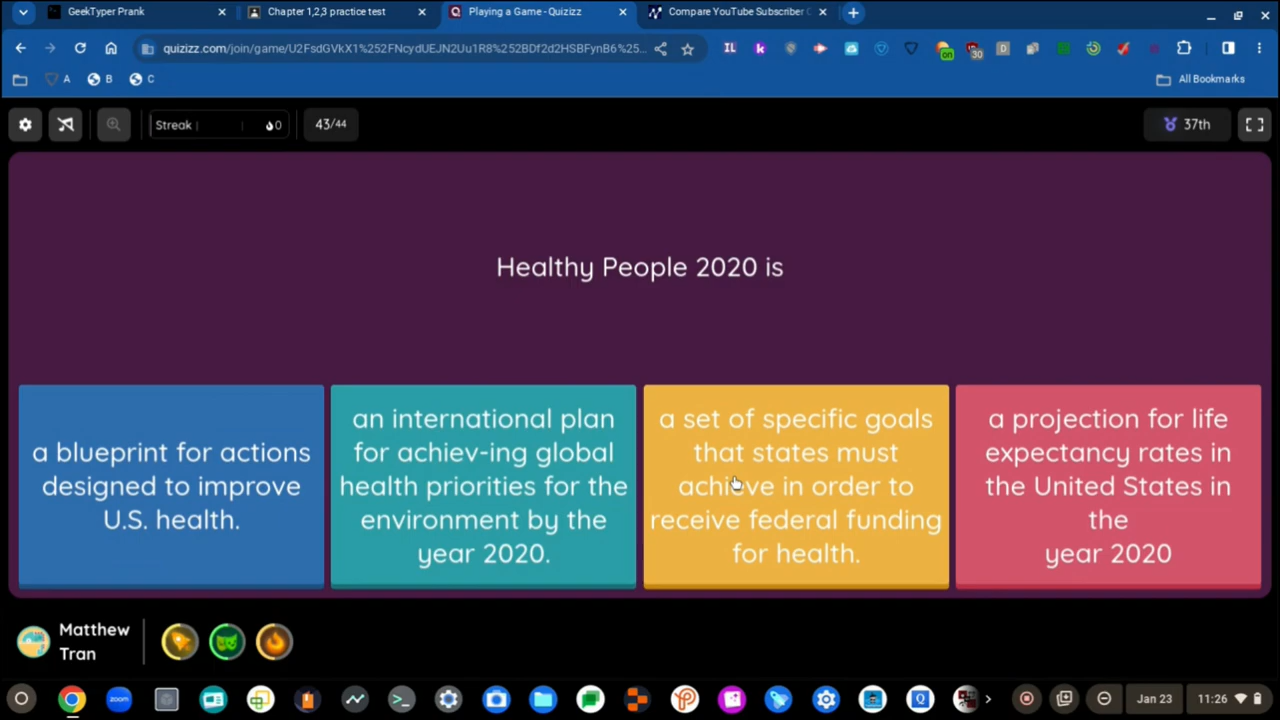 GeekTyper Prank
Chapter 1,2,3 practice test
Playing a Game - Quizizz
Compare YouTube Subscriber C
quizizz.com/join/game/U2FsdGVkX1%252FNcydUEJN2Uu1R8%252BDf2d2HSBFynB6%25...
IL
k
on
30
D
A
B
C
All Bookmarks
Streak
0
43/44
37th
Healthy People 2020 is
a blueprint for actions
designed to improve
U.S. health.
an international plan
for achiev-ing global
health priorities for the
environment by the
year 2020.
a set of specific goals
that states must
achieve in order to
receive federal funding
for health.
a projection for life
expectancy rates in
the United States in
the
year 2020
Matthew
Tran
zoom
Q
Jan 23
11:26